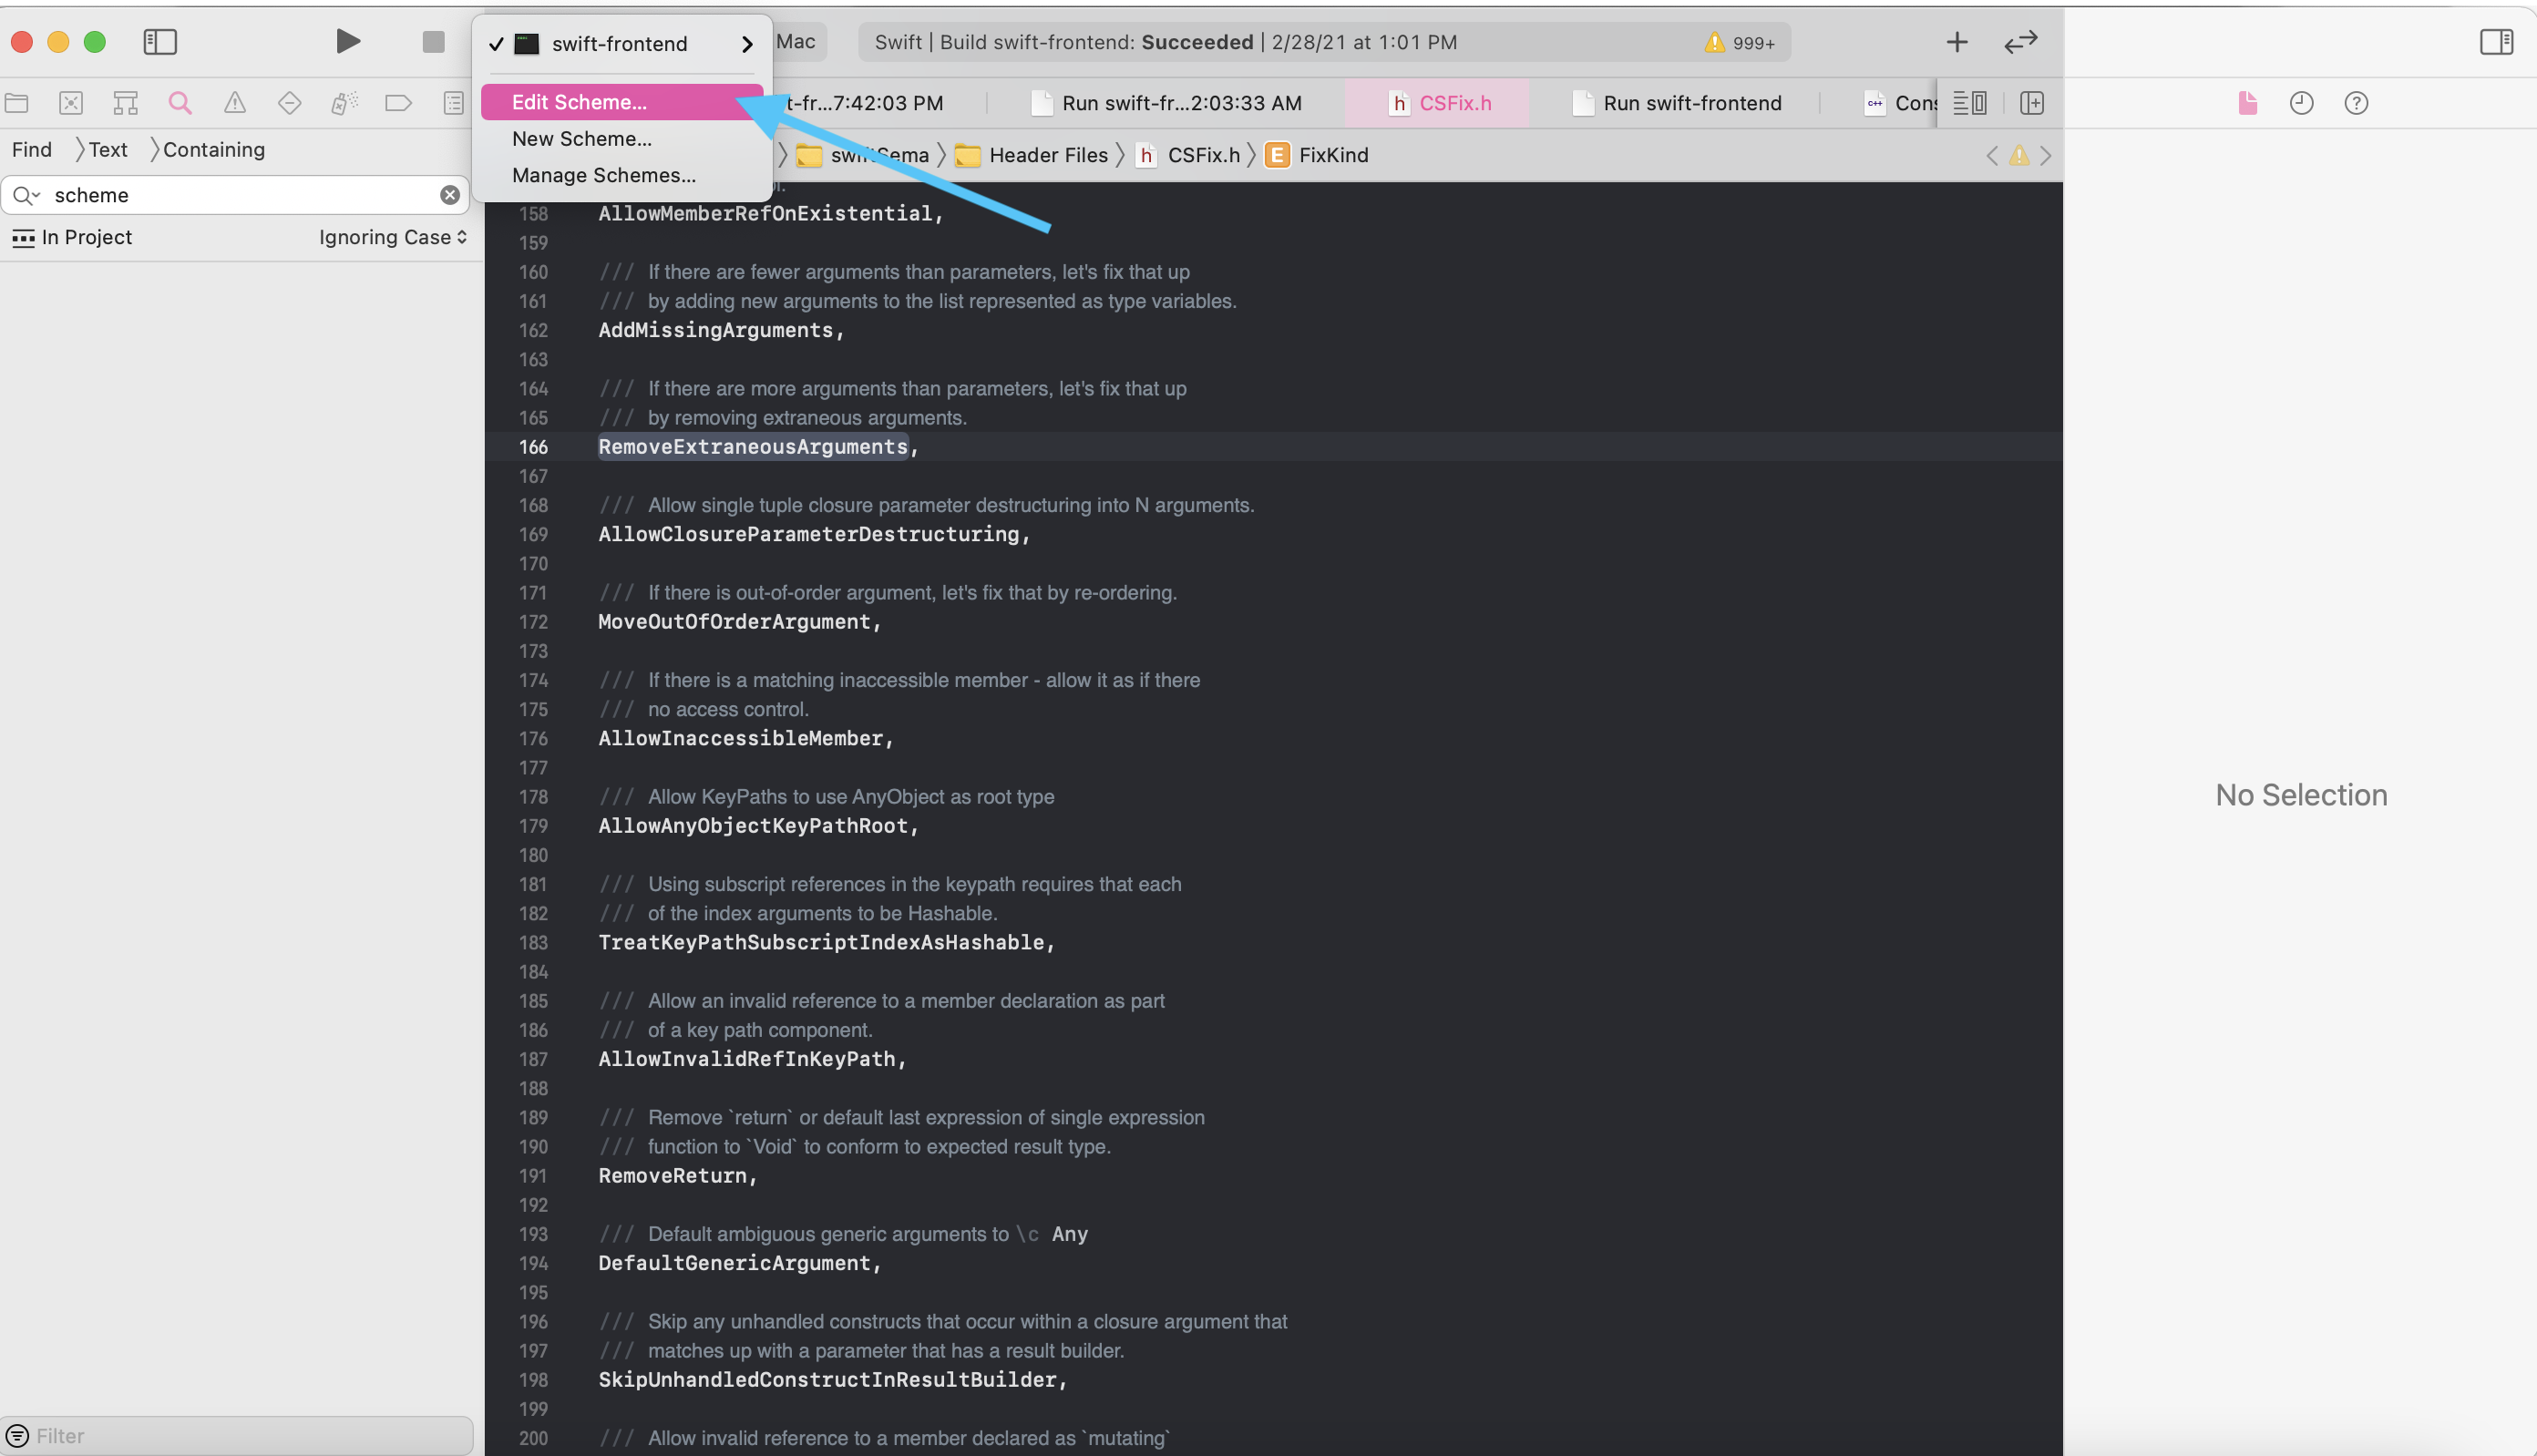 swift-frontend
Mac
Swift | Build swift-frontend: Succeeded | 2/28/21 at 1:01 PM
999+
Edit Scheme...
New Scheme...
Manage Schemes...
t-fr...7:42:03 PM
Run swift-fr...2:03:33 AM
h CSFix.h
Run swift-frontend
C++ Cons
Find
Text
Containing
swiftSema
Header Files
h CSFix.h
E FixKind
scheme
In Project
Ignoring Case
158 AllowMemberRefOnExistential,
159
160 /// If there are fewer arguments than parameters, let's fix that up
161 /// by adding new arguments to the list represented as type variables.
162 AddMissingArguments,
163
164 /// If there are more arguments than parameters, let's fix that up
165 /// by removing extraneous arguments.
166 RemoveExtraneousArguments,
167
168 /// Allow single tuple closure parameter destructuring into N arguments.
169 AllowClosureParameterDestructuring,
170
171 /// If there is out-of-order argument, let's fix that by re-ordering.
172 MoveOutOfOrderArgument,
173
174 /// If there is a matching inaccessible member - allow it as if there
175 /// no access control.
176 AllowInaccessibleMember,
177
178 /// Allow KeyPaths to use AnyObject as root type
179 AllowAnyObjectKeyPathRoot,
180
181 /// Using subscript references in the keypath requires that each
182 /// of the index arguments to be Hashable.
183 TreatKeyPathSubscriptIndexAsHashable,
184
185 /// Allow an invalid reference to a member declaration as part
186 /// of a key path component.
187 AllowInvalidRefInKeyPath,
188
189 /// Remove `return` or default last expression of single expression
190 /// function to `Void` to conform to expected result type.
191 RemoveReturn,
192
193 /// Default ambiguous generic arguments to \c Any
194 DefaultGenericArgument,
195
196 /// Skip any unhandled constructs that occur within a closure argument that
197 /// matches up with a parameter that has a result builder.
198 SkipUnhandledConstructInResultBuilder,
199
200 /// Allow invalid reference to a member declared as `mutating`
No Selection
Filter